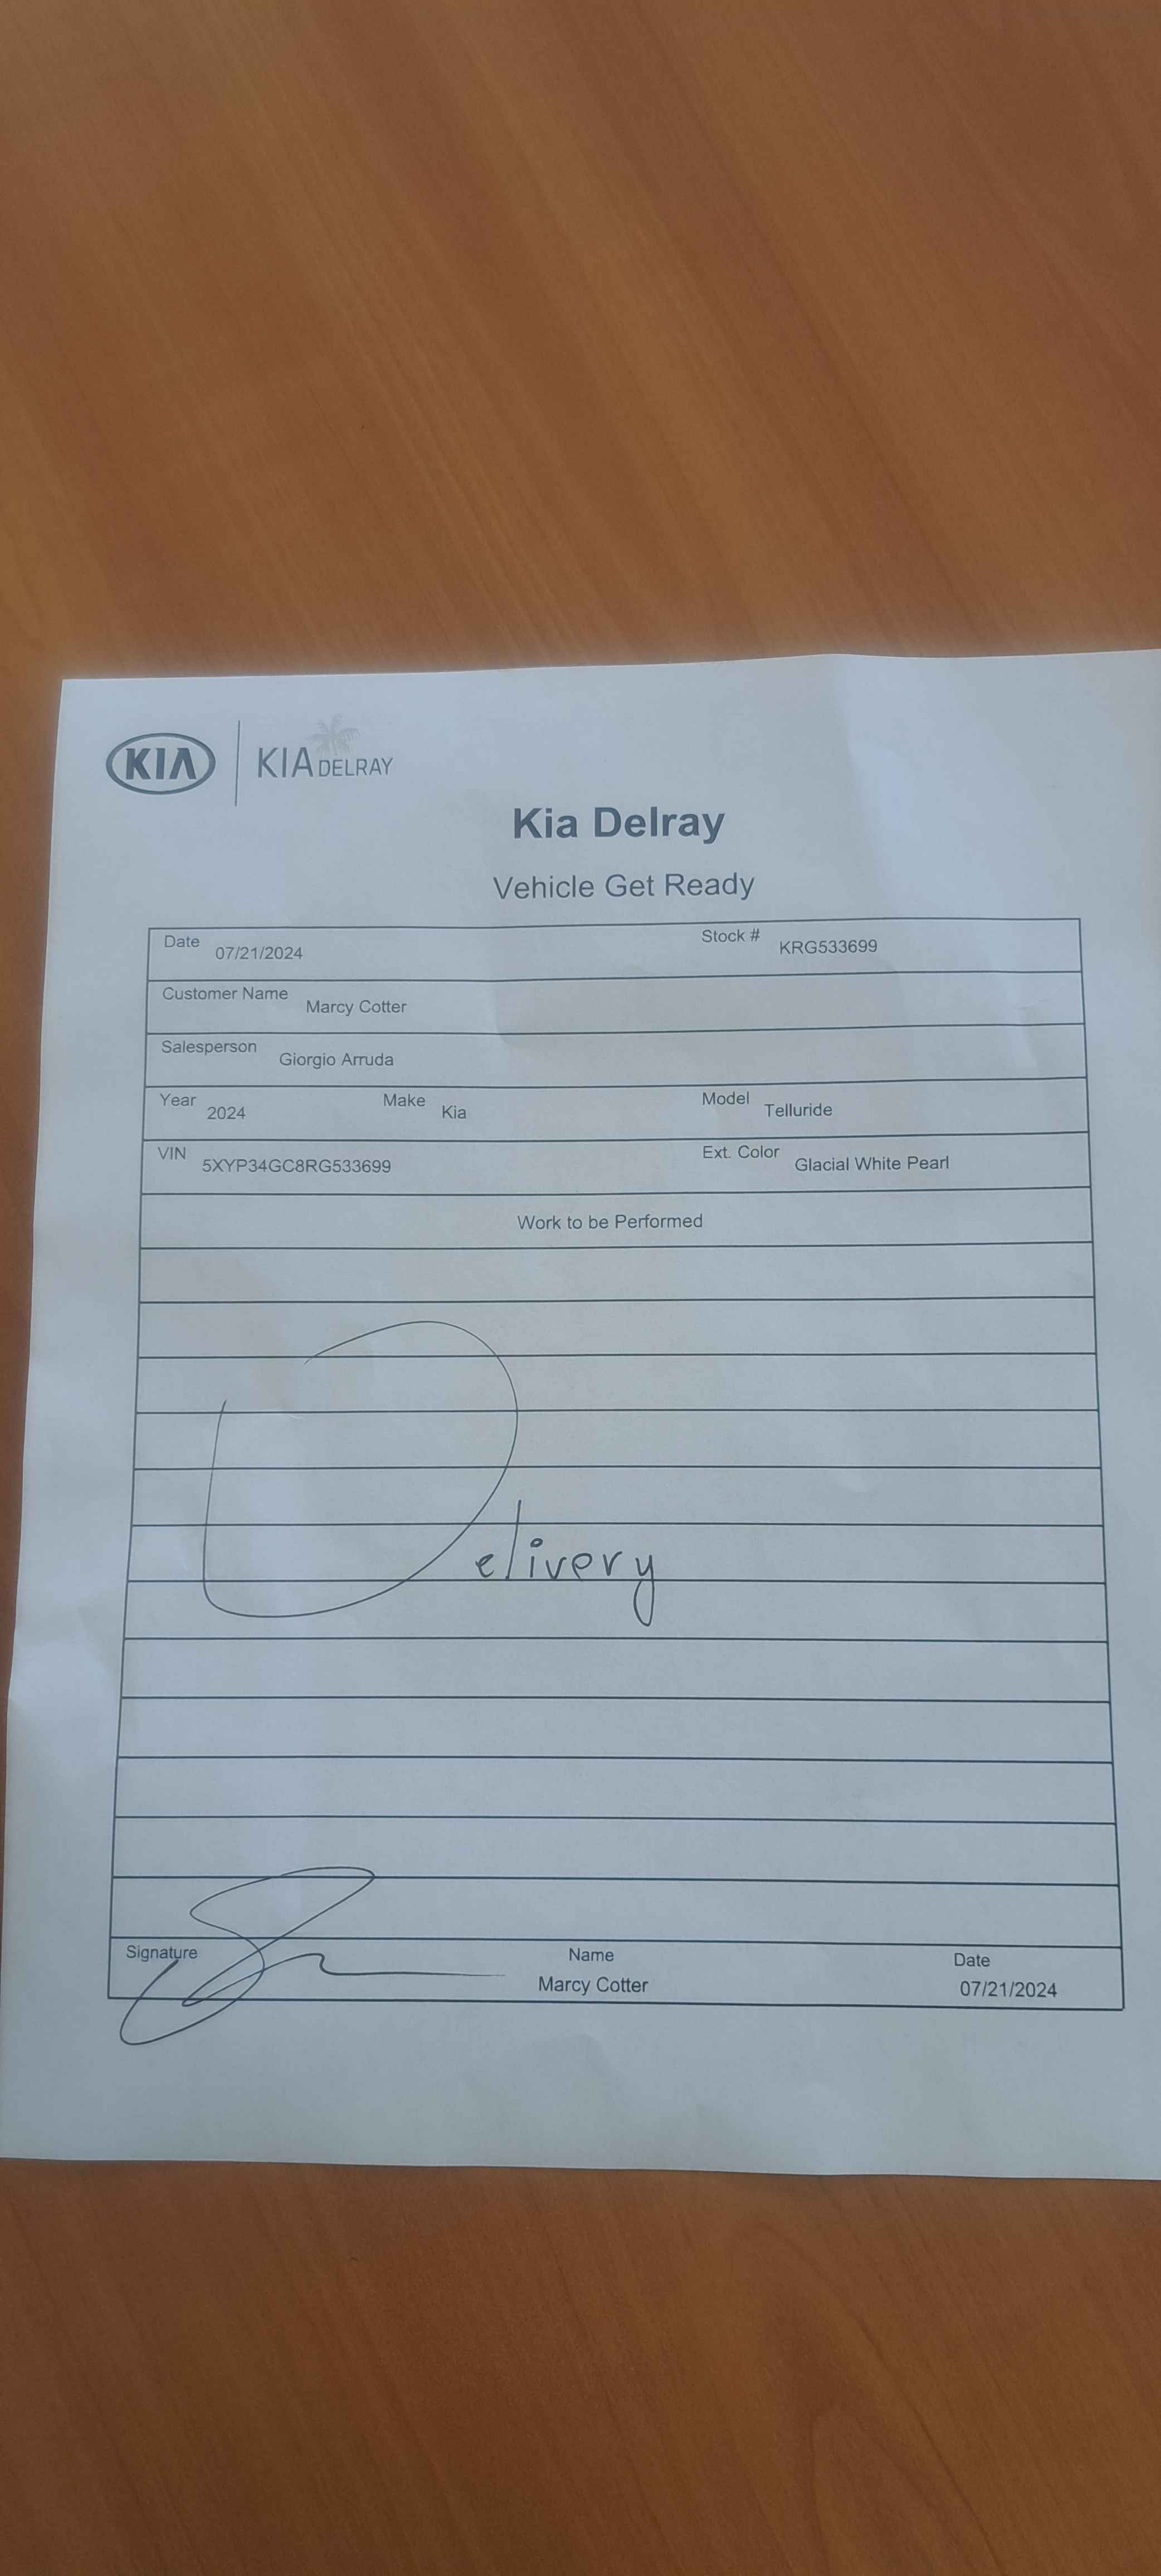 KIA KIA DELRAY
Kia Delray
Vehicle Get Ready
Date 07/21/2024 Stock # KRG533699
Customer Name Marcy Cotter
Salesperson Giorgio Arruda
Year 2024 Make Kia Model Telluride
VIN 5XYP34GC8RG533699 Ext. Color Glacial White Pearl
Work to be Performed
Delivery
Signature Name Date
Marcy Cotter 07/21/2024